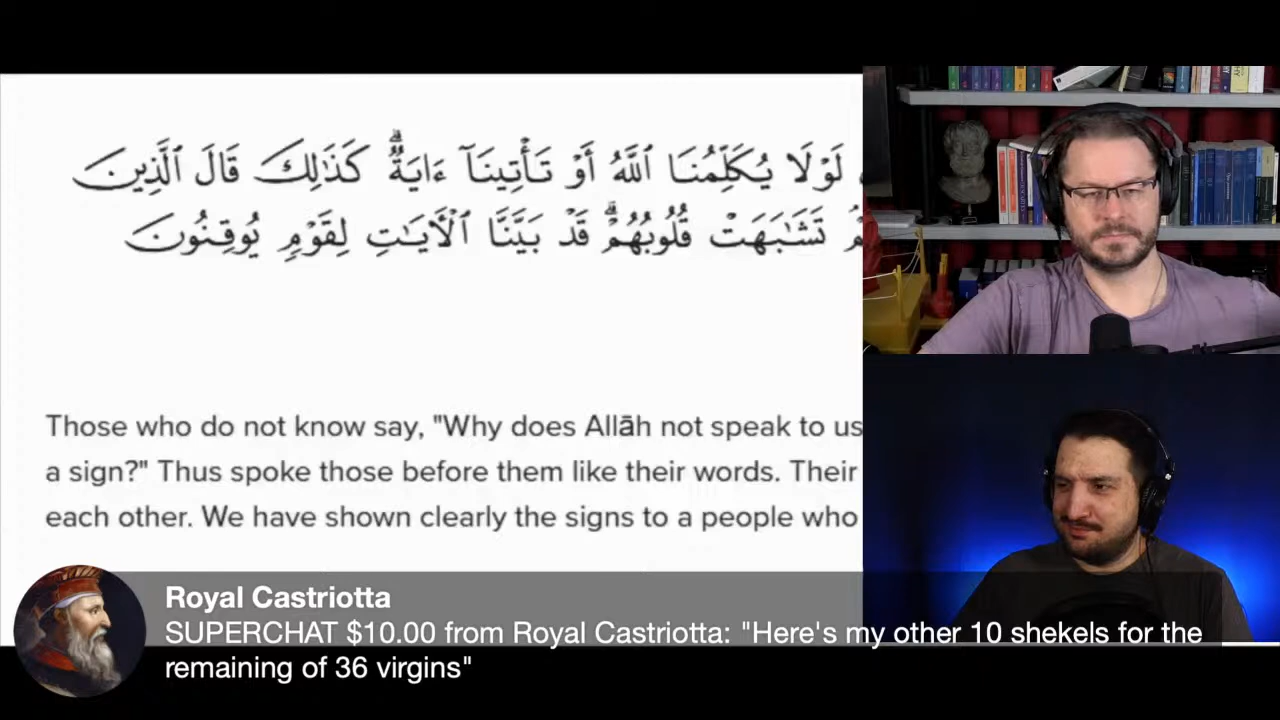 لَوْلَا يُكَلِّمُنَا ٱللَّهُ أَوْ تَأْتِينَآ ءَايَةٌۗ كَذَٰلِكَ قَالَ ٱلَّذِينَ
تَشَٰبَهَتْ قُلُوبُهُمْۗ قَدْ بَيَّنَّا ٱلْأَيَٰتِ لِقَوْمٍ يُوقِنُونَ
Those who do not know say, "Why does Allāh not speak to us
a sign?" Thus spoke those before them like their words. Their
each other. We have shown clearly the signs to a people who
Royal Castriotta
SUPERCHAT $10.00 from Royal Castriotta: "Here's my other 10 shekels for the
remaining of 36 virgins"